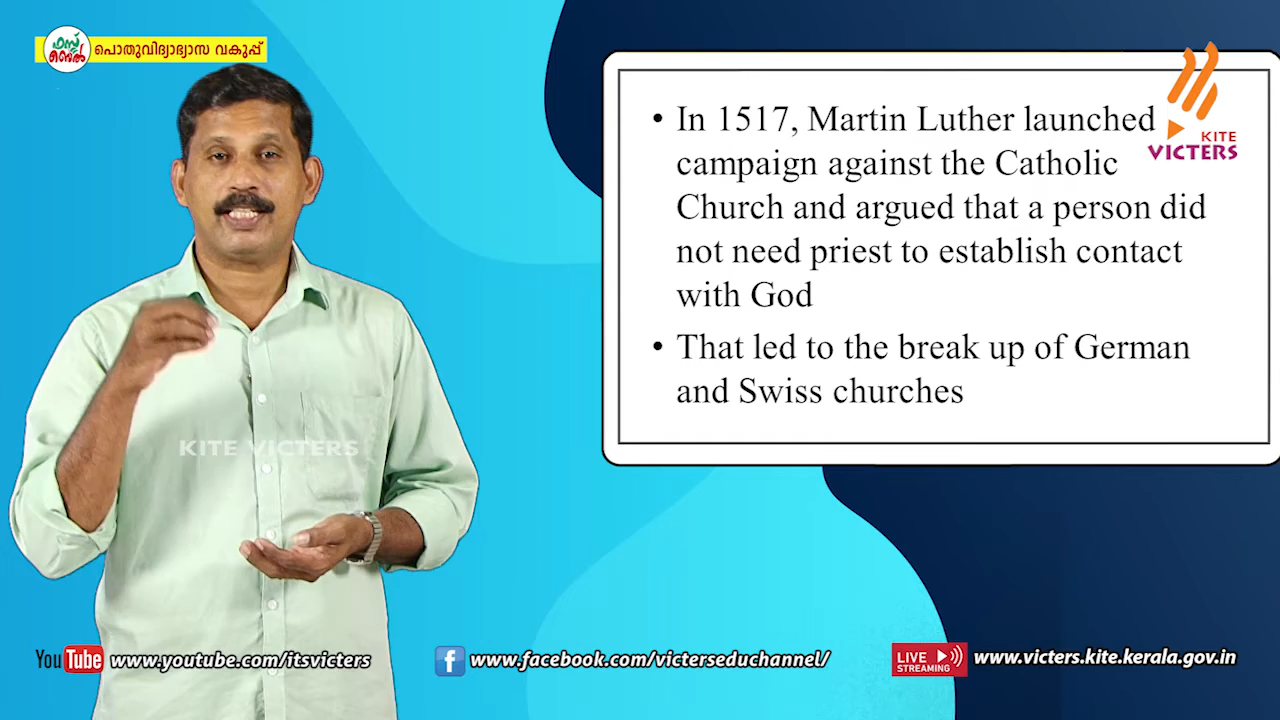 ഫസ്റ്റ് ബെൽ
പൊതുവിദ്യാഭ്യാസ വകുപ്പ്
• In 1517, Martin Luther launched
campaign against the Catholic
Church and argued that a person did
not need priest to establish contact
with God
• That led to the break up of German
and Swiss churches
KITE
VICTERS
KITE VICTERS
YouTube www.youtube.com/itsvicters
f www.facebook.com/victerseduchannel/
LIVE
STREAMING
www.victers.kite.kerala.gov.in